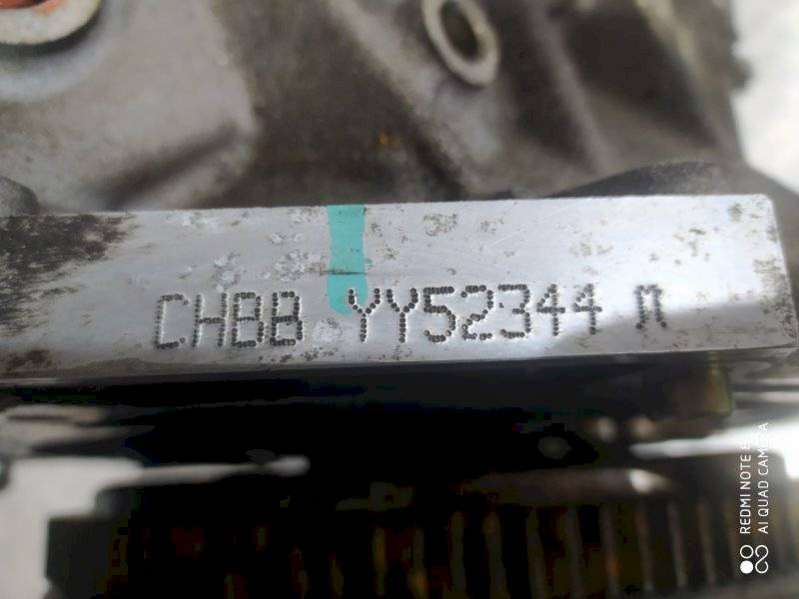 CHBB YY52344 n
REDMI NOTE 8
AI QUAD CAMERA